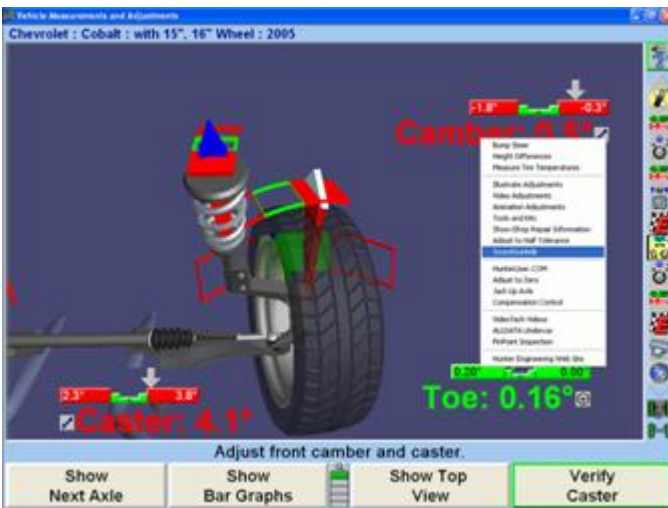 Vehicle Measurements and Adjustments
Chevrolet : Cobalt : with 15", 16" Wheel : 2005
-1.8° -0.3°
Camber: 0.5°
Bump Steer
Height Differences
Measure Tire Temperatures
Illustrate Adjustments
Video Adjustments
Animation Adjustments
Tools and Kits
Show-Shop Repair Information
Adjust to Half Tolerance
HunterUser.COM
Adjust to Zero
Jack Up Axle
Compensation Control
VideoTech Videos
ALLDATA Undercar
PinPoint Inspection
Hunter Engineering Web Site
0.20° 0.00°
Toe: 0.16°
2.3° 3.8°
Caster: 4.1°
Adjust front camber and caster.
Show
Next Axle
Show
Bar Graphs
Show Top
View
Verify
Caster